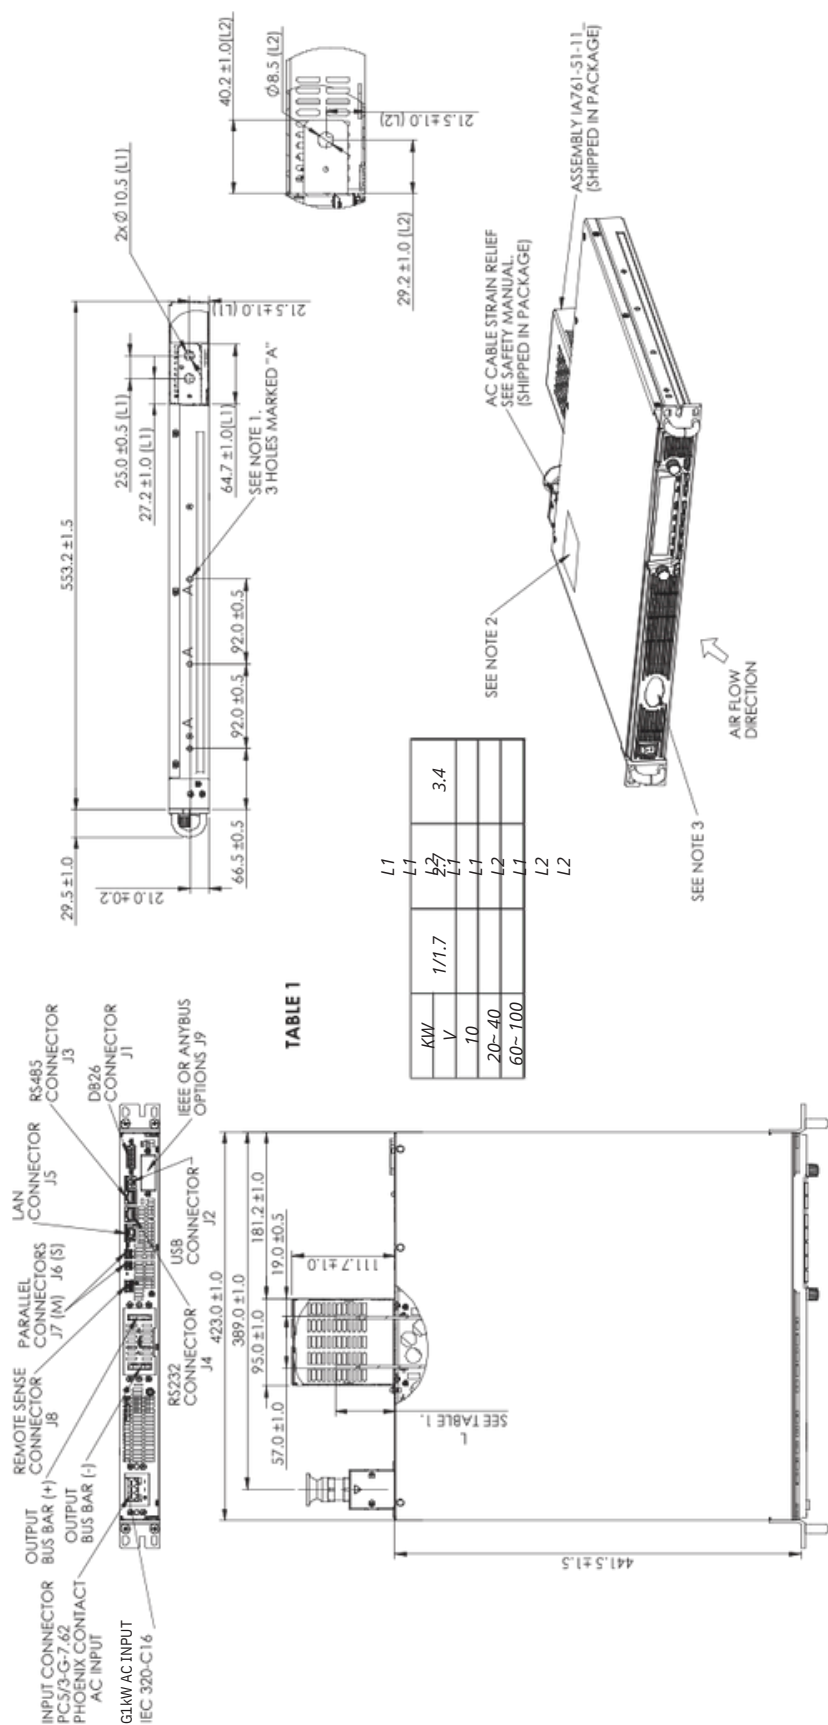 INPUT CONNECTOR
PC5/3-G-7.62
PHOENIX CONTACT
AC INPUT
G1kW AC INPUT
IEC 320-C16
OUTPUT
BUS BAR (+)
OUTPUT
BUS BAR (-)
REMOTE SENSE
CONNECTOR
J8
PARALLEL
CONNECTORS
J7 (M)   J6 (S)
LAN
CONNECTOR
J5
RS485
CONNECTOR
J3
DB26
CONNECTOR
J1
IEEE OR ANYBUS
OPTIONS J9
USB
CONNECTOR
J2
RS232
CONNECTOR
J4
423.0 ±1.0
389.0 ±1.0
181.2 ±1.0
57.0 ±1.0
95.0 ±1.0
19.0 ±0.5
111.7±1.0
L
SEE TABLE 1.
441.5±1.5
29.5 ±1.0
553.2 ±1.5
21.0 ±0.2
66.5 ±0.5
92.0 ±0.5
92.0 ±0.5
A
A
A
SEE NOTE 1.
3 HOLES MARKED "A"
25.0 ±0.5 (L1)
27.2 ±1.0 (L1)
64.7 ±1.0(L1)
2xØ10.5 (L1)
21.5±1.0 (L1)
40.2 ±1.0(L2)
Ø8.5 (L2)
21.5±1.0 (L2)
29.2 ±1.0 (L2)
TABLE 1
KW
1/1.7
2.7
3.4
V
10
20~ 40
60~ 100
L1
L1
L2
L1
L1
L2
L1
L2
L2
SEE NOTE 2
SEE NOTE 3
AIR FLOW
DIRECTION
AC CABLE STRAIN RELIEF
SEE SAFETY MANUAL.
(SHIPPED IN PACKAGE)
ASSEMBLY IA761-51-11_
(SHIPPED IN PACKAGE)